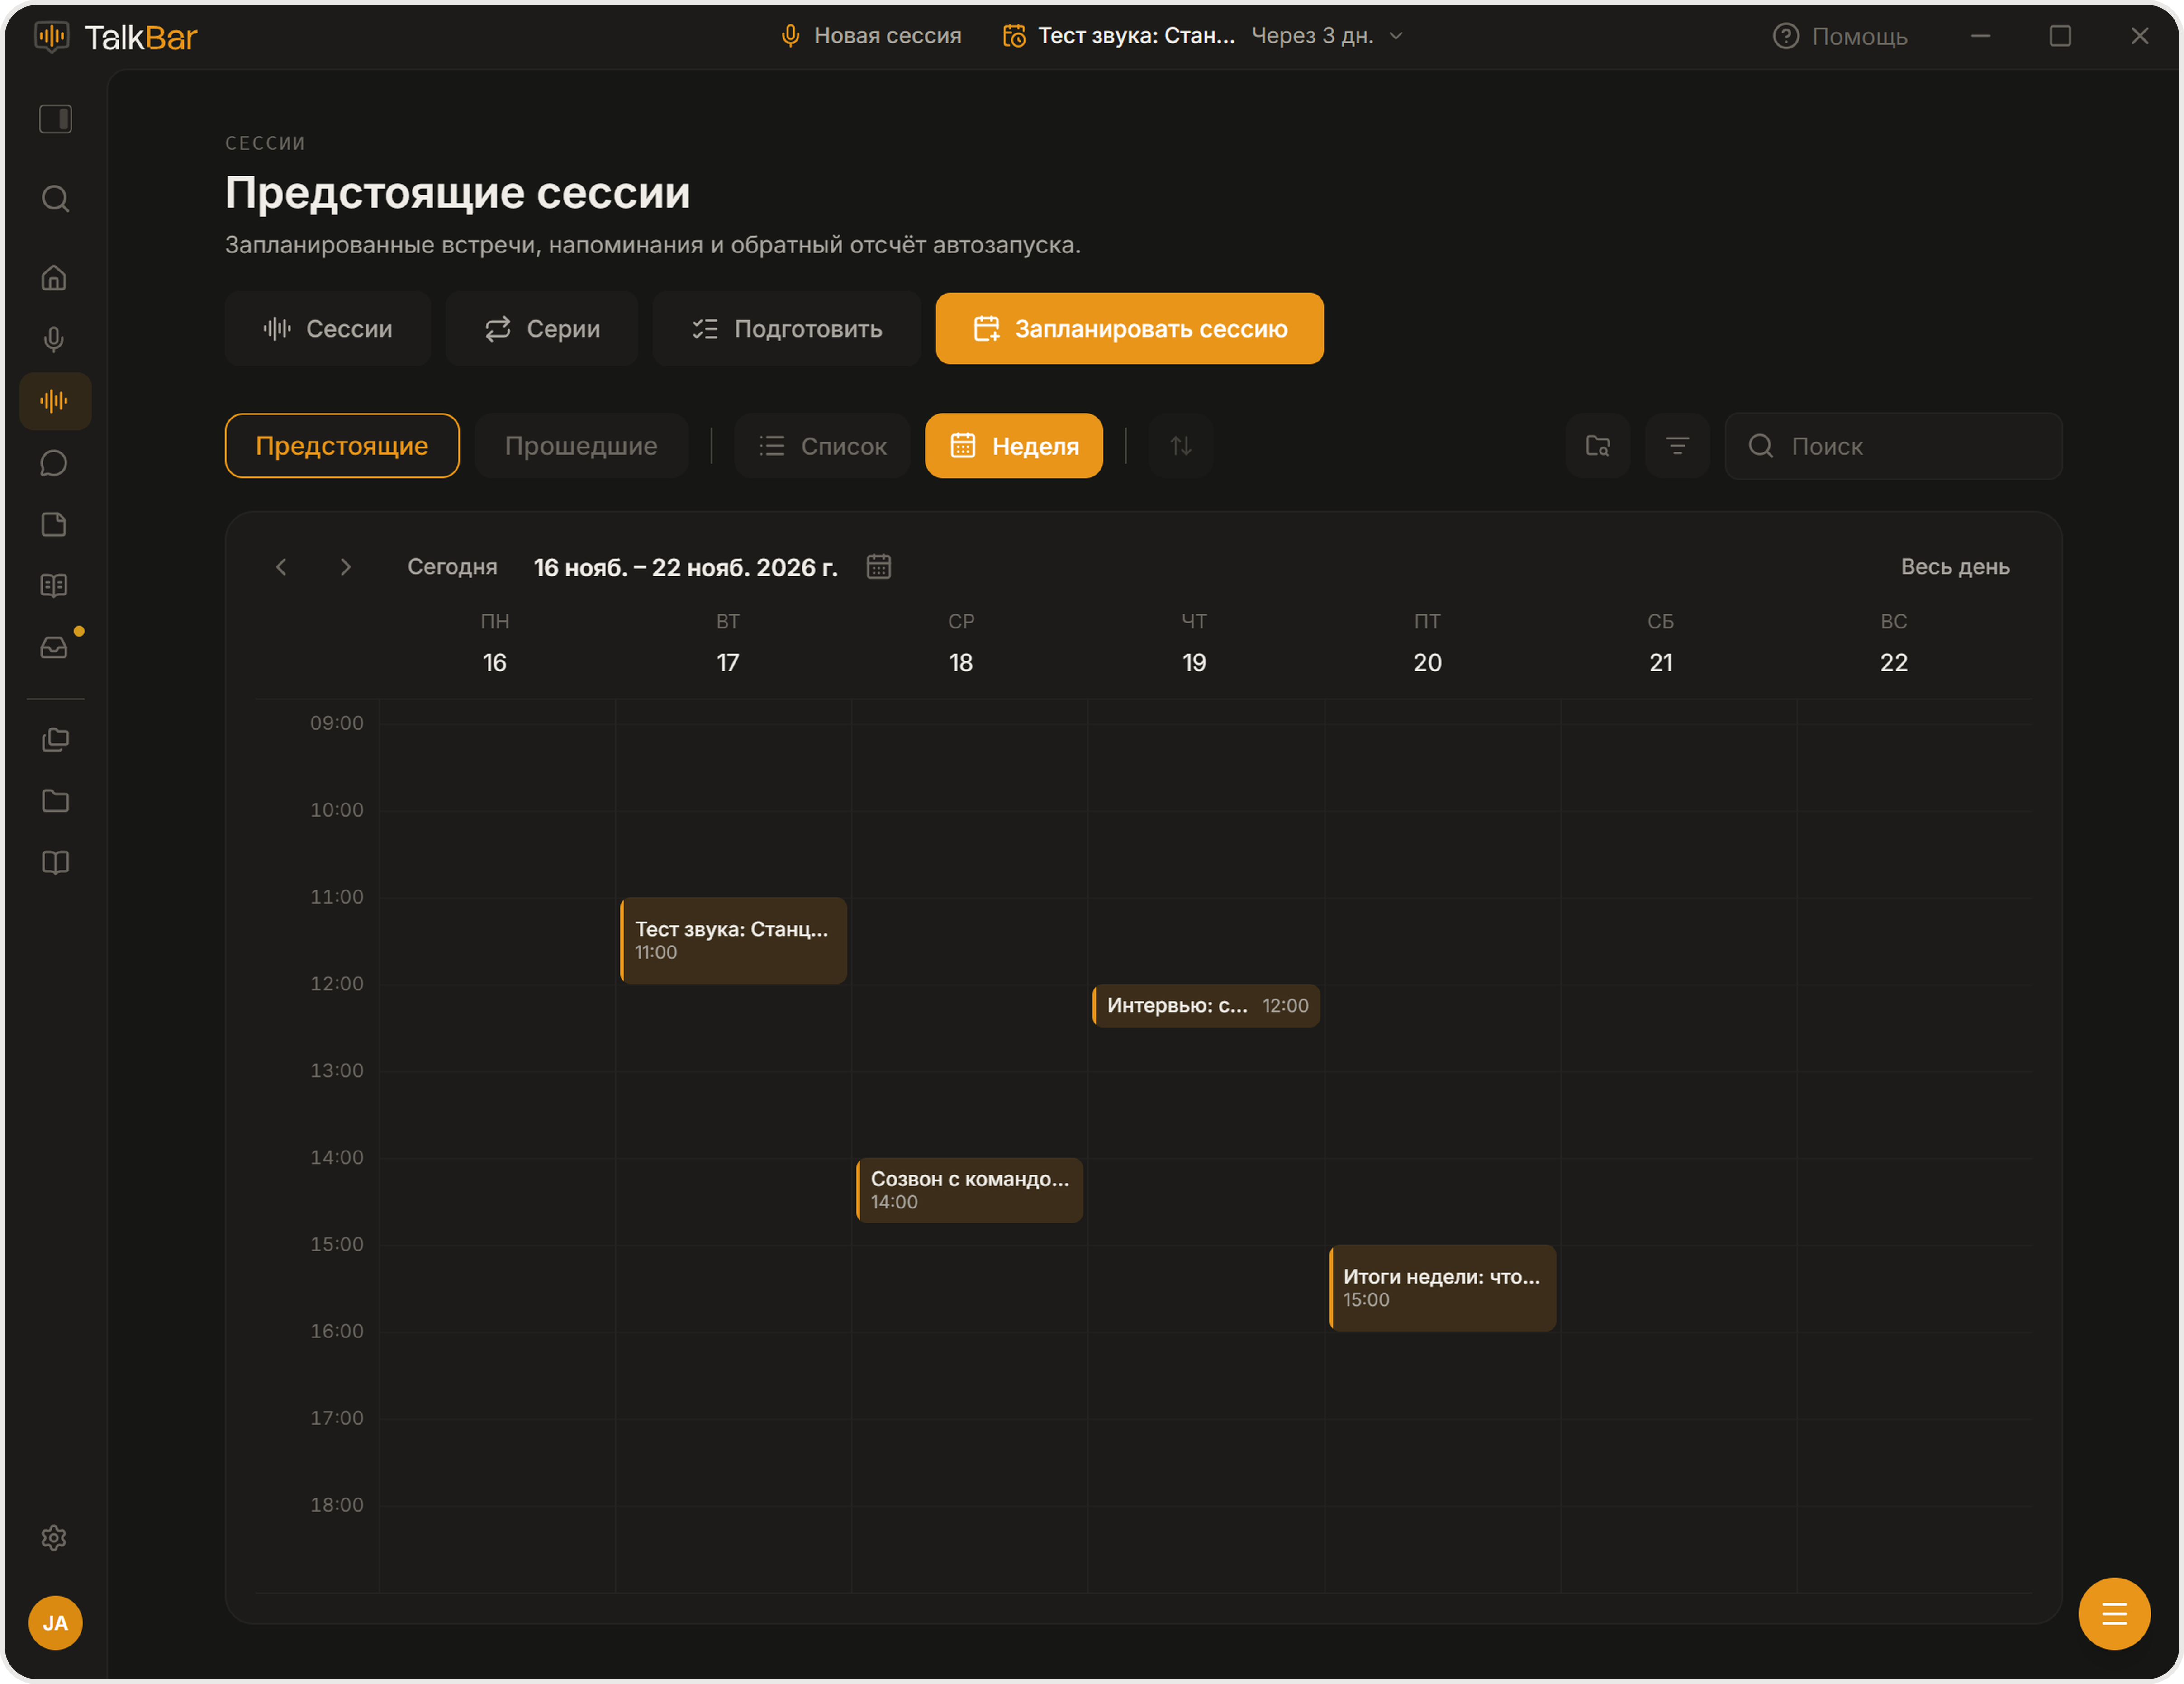 TalkBar
Новая сессия
Тест звука: Стан... Через 3 дн.
Помощь
СЕССИИ
Предстоящие сессии
Запланированные встречи, напоминания и обратный отсчёт автозапуска.
Сессии
Серии
Подготовить
Запланировать сессию
Предстоящие
Прошедшие
Список
Неделя
Поиск
Сегодня
16 нояб. – 22 нояб. 2026 г.
Весь день
ПН ВТ СР ЧТ ПТ СБ ВС
16 17 18 19 20 21 22
09:00
10:00
11:00
Тест звука: Станц...
11:00
12:00
Интервью: с... 12:00
13:00
14:00
Созвон с командо...
14:00
15:00
Итоги недели: что...
15:00
16:00
17:00
18:00
JA